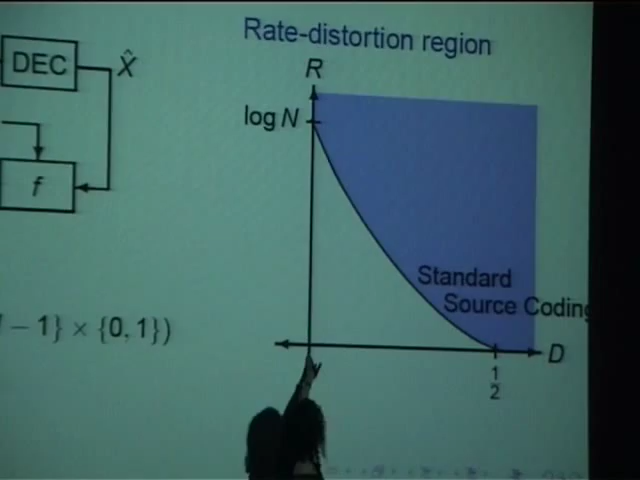 Rate-distortion region
R
DEC
X̂
log N
f
Standard
Source Coding
− 1} × {0, 1})
D
1
2